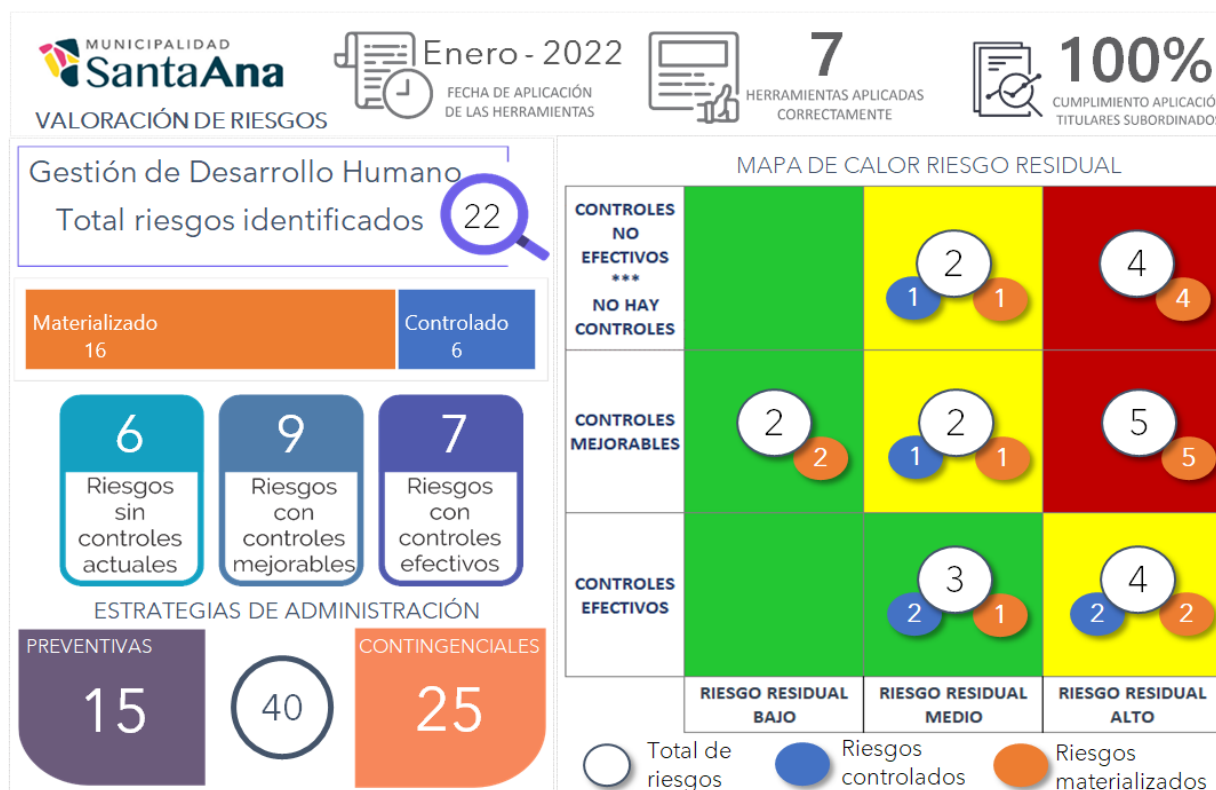 MUNICIPALIDAD
SantaAna
VALORACIÓN DE RIESGOS
Enero - 2022
FECHA DE APLICACIÓN
DE LAS HERRAMIENTAS
7
HERRAMIENTAS APLICADAS
CORRECTAMENTE
100%
CUMPLIMIENTO APLICACIÓ
TITULARES SUBORDINADOS
Gestión de Desarrollo Humano
Total riesgos identificados
22
Materializado
16
Controlado
6
6
Riesgos
sin
controles
actuales
9
Riesgos
con
controles
mejorables
7
Riesgos
con
controles
efectivos
ESTRATEGIAS DE ADMINISTRACIÓN
PREVENTIVAS
15
40
CONTINGENCIALES
25
MAPA DE CALOR RIESGO RESIDUAL
CONTROLES
NO
EFECTIVOS
***
NO HAY
CONTROLES
2
1 1
4
4
CONTROLES
MEJORABLES
2
2
2
1 1
5
5
CONTROLES
EFECTIVOS
3
2 1
4
2 2
RIESGO RESIDUAL
BAJO
RIESGO RESIDUAL
MEDIO
RIESGO RESIDUAL
ALTO
Total de
riesgos
Riesgos
controlados
Riesgos
materializados